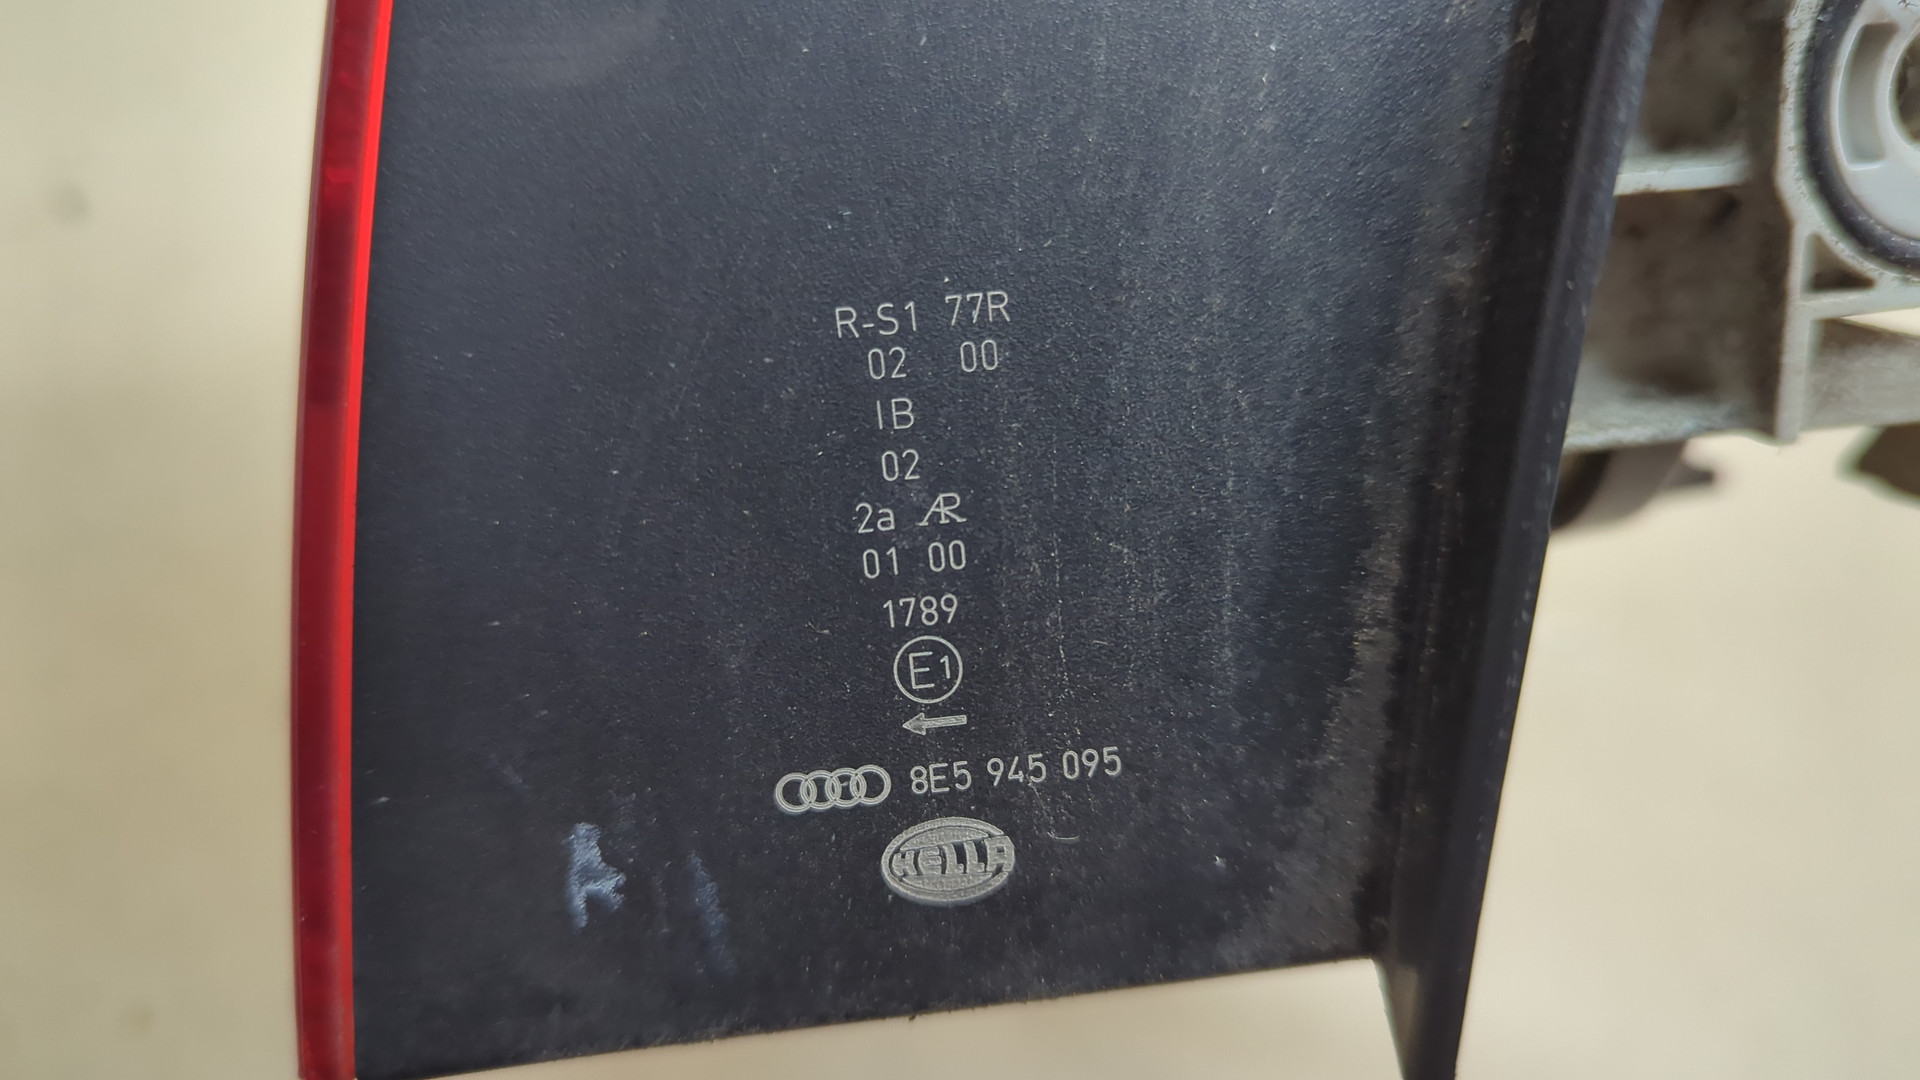 R-S1 77R
02 00
IB
02
2a AR
01 00
1789
E1
8E5 945 095
HELLA